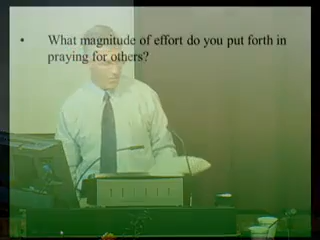 • What magnitude of effort do you put forth in
praying for others?